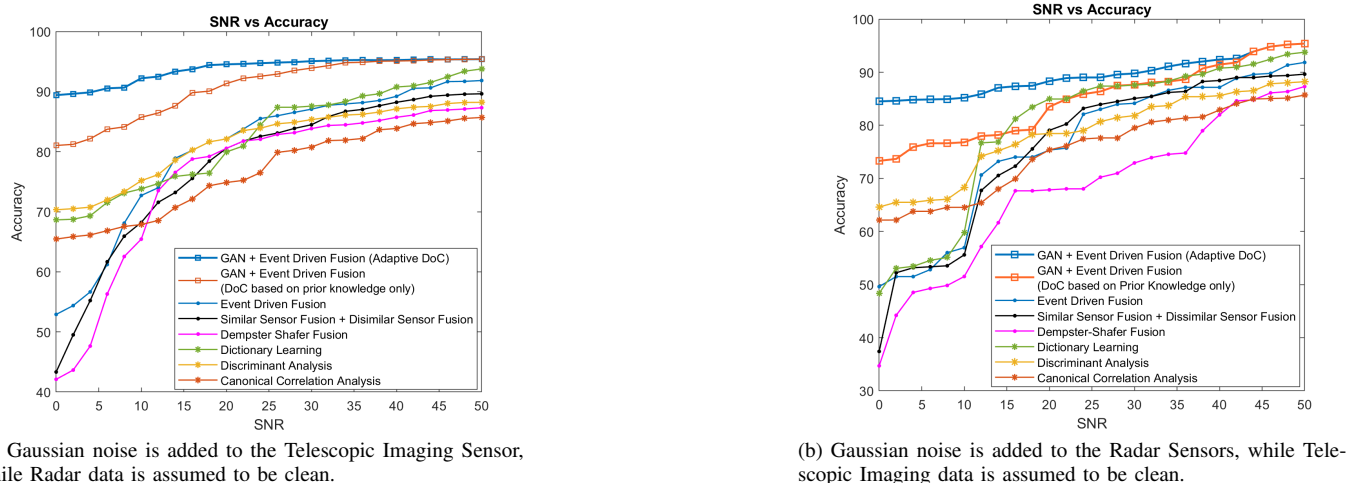 SNR vs Accuracy
100
90
80
70
60
50
40
Accuracy
0 5 10 15 20 25 30 35 40 45 50
SNR
GAN + Event Driven Fusion (Adaptive DoC)
GAN + Event Driven Fusion
(DoC based on prior Knowledge only)
Event Driven Fusion
Similar Sensor Fusion + Disimilar Sensor Fusion
Dempster Shafer Fusion
Dictionary Learning
Discriminant Analysis
Canonical Correlation Analysis
Gaussian noise is added to the Telescopic Imaging Sensor,
ile Radar data is assumed to be clean.
SNR vs Accuracy
100
90
80
70
60
50
40
30
Accuracy
0 5 10 15 20 25 30 35 40 45 50
SNR
GAN + Event Driven Fusion (Adaptive DoC)
GAN + Event Driven Fusion
(DoC based on Prior Knowledge only)
Event Driven Fusion
Similar Sensor Fusion + Dissimilar Sensor Fusion
Dempster-Shafer Fusion
Dictionary Learning
Discriminant Analysis
Canonical Correlation Analysis
(b) Gaussian noise is added to the Radar Sensors, while Tele-
scopic Imaging data is assumed to be clean.